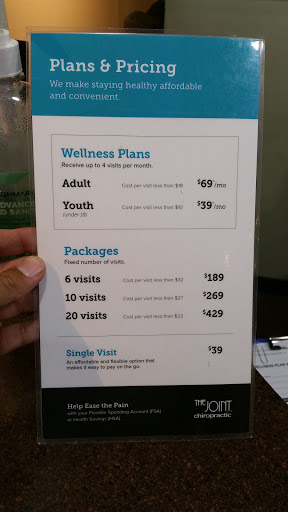 Plans & Pricing
We make staying healthy affordable
and convenient.
Wellness Plans
Receive up to 4 visits per month.
Adult Cost per visit less than $18 $69*/mo
Youth Cost per visit less than $10 $39*/mo
(under 18)
Packages
Fixed number of visits.
6 visits Cost per visit less than $32 $189
10 visits Cost per visit less than $27 $269
20 visits Cost per visit less than $22 $429
Single Visit $39
An affordable and flexible option that
makes it easy to pay on the go.
Help Ease the Pain
with your Flexible Spending Account (FSA)
or Health Savings (HSA).
THE JOINT
chiropractic